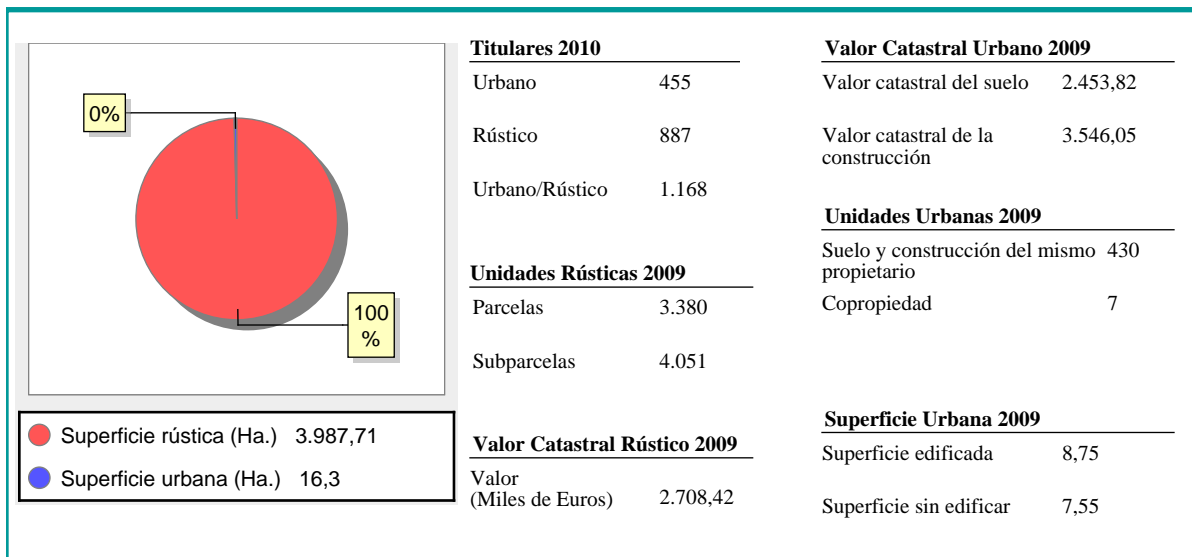 0%
100
%
Superficie rústica (Ha.) 3.987,71
Superficie urbana (Ha.) 16,3
Titulares 2010
Urbano 455
Rústico 887
Urbano/Rústico 1.168
Unidades Rústicas 2009
Parcelas 3.380
Subparcelas 4.051
Valor Catastral Rústico 2009
Valor
(Miles de Euros) 2.708,42
Valor Catastral Urbano 2009
Valor catastral del suelo 2.453,82
Valor catastral de la 3.546,05
construcción
Unidades Urbanas 2009
Suelo y construcción del mismo 430
propietario
Copropiedad 7
Superficie Urbana 2009
Superficie edificada 8,75
Superficie sin edificar 7,55